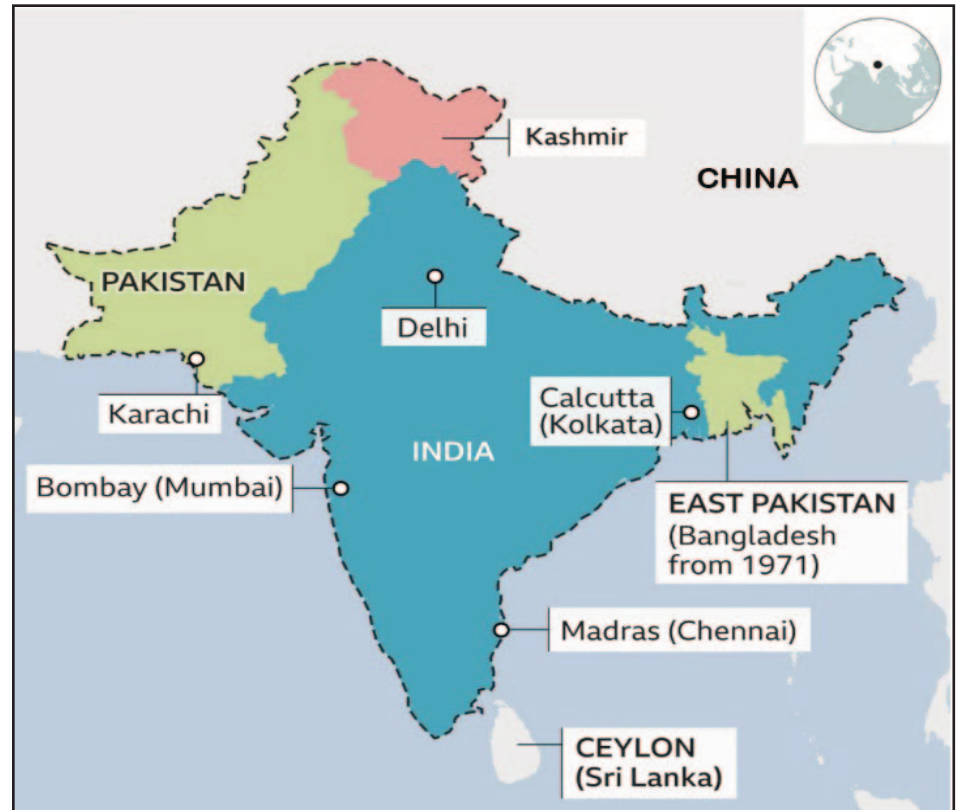 Kashmir
CHINA
PAKISTAN
Delhi
Karachi
Calcutta
(Kolkata)
INDIA
Bombay (Mumbai)
EAST PAKISTAN
(Bangladesh
from 1971)
Madras (Chennai)
CEYLON
(Sri Lanka)